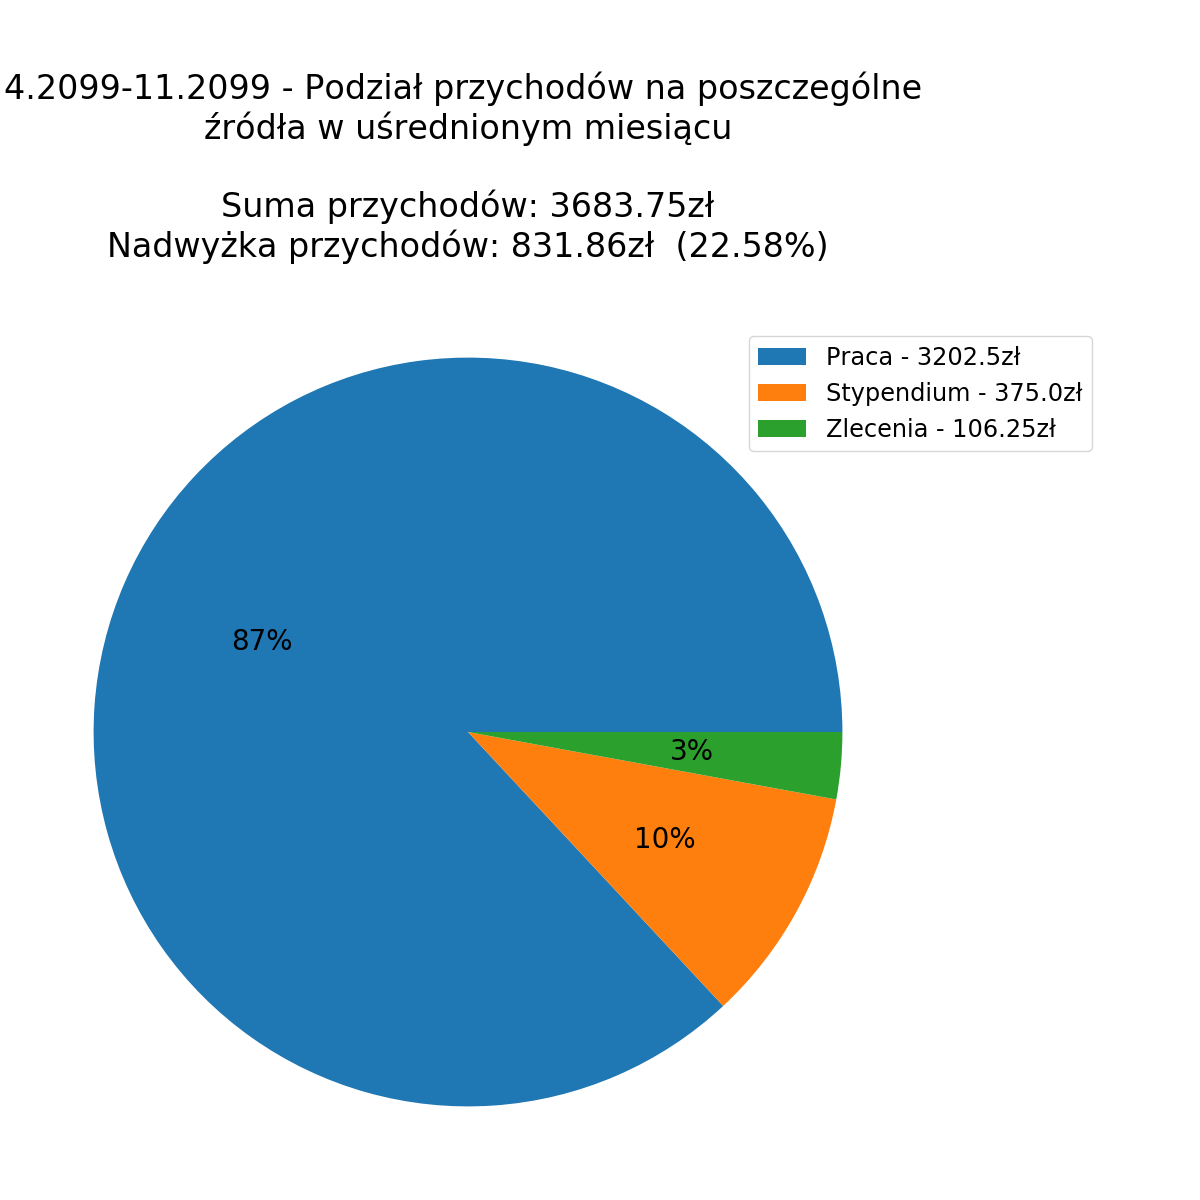 4.2099-11.2099 - Podział przychodów na poszczególne
źródła w uśrednionym miesiącu
Suma przychodów: 3683.75zł
Nadwyżka przychodów: 831.86zł  (22.58%)
Praca - 3202.5zł
Stypendium - 375.0zł
Zlecenia - 106.25zł
87%
3%
10%